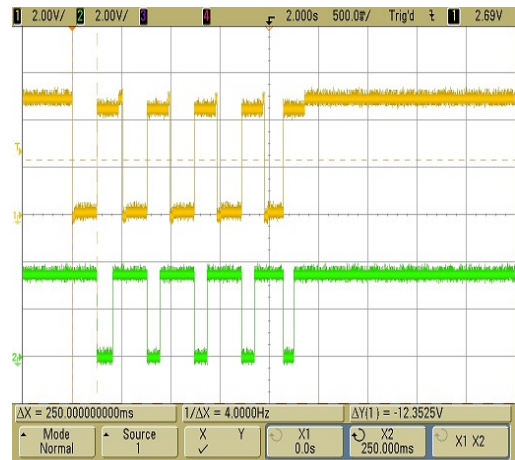 1 2.00V/ 2 2.00V/ 3 4 2.000s 500.0m/ Trig'd 1 2.69V
T
1
2
ΔX = 250.000000000ms 1/ΔX = 4.0000Hz ΔY(1) = -12.3525V
Mode Source X Y X1 X2 X1 X2
Normal 1 ✓ 0.0s 250.000ms